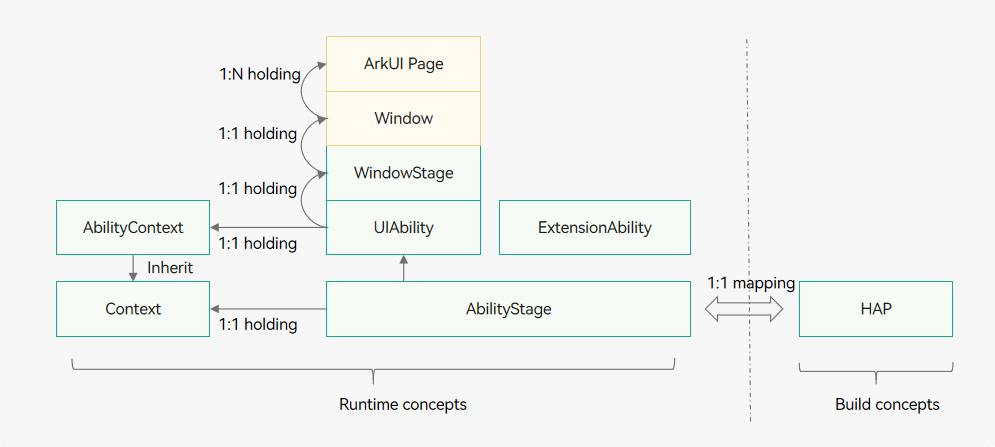 ArkUI Page
1:N holding
Window
1:1 holding
WindowStage
1:1 holding
AbilityContext
UIAbility
ExtensionAbility
1:1 holding
Inherit
1:1 mapping
Context
AbilityStage
HAP
1:1 holding
Runtime concepts
Build concepts